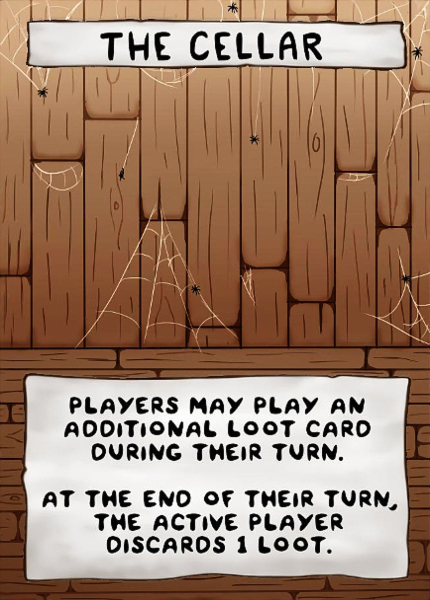 THE CELLAR
PLAYERS MAY PLAY AN
ADDITIONAL LOOT CARD
DURING THEIR TURN.
AT THE END OF THEIR TURN,
THE ACTIVE PLAYER
DISCARDS 1 LOOT.